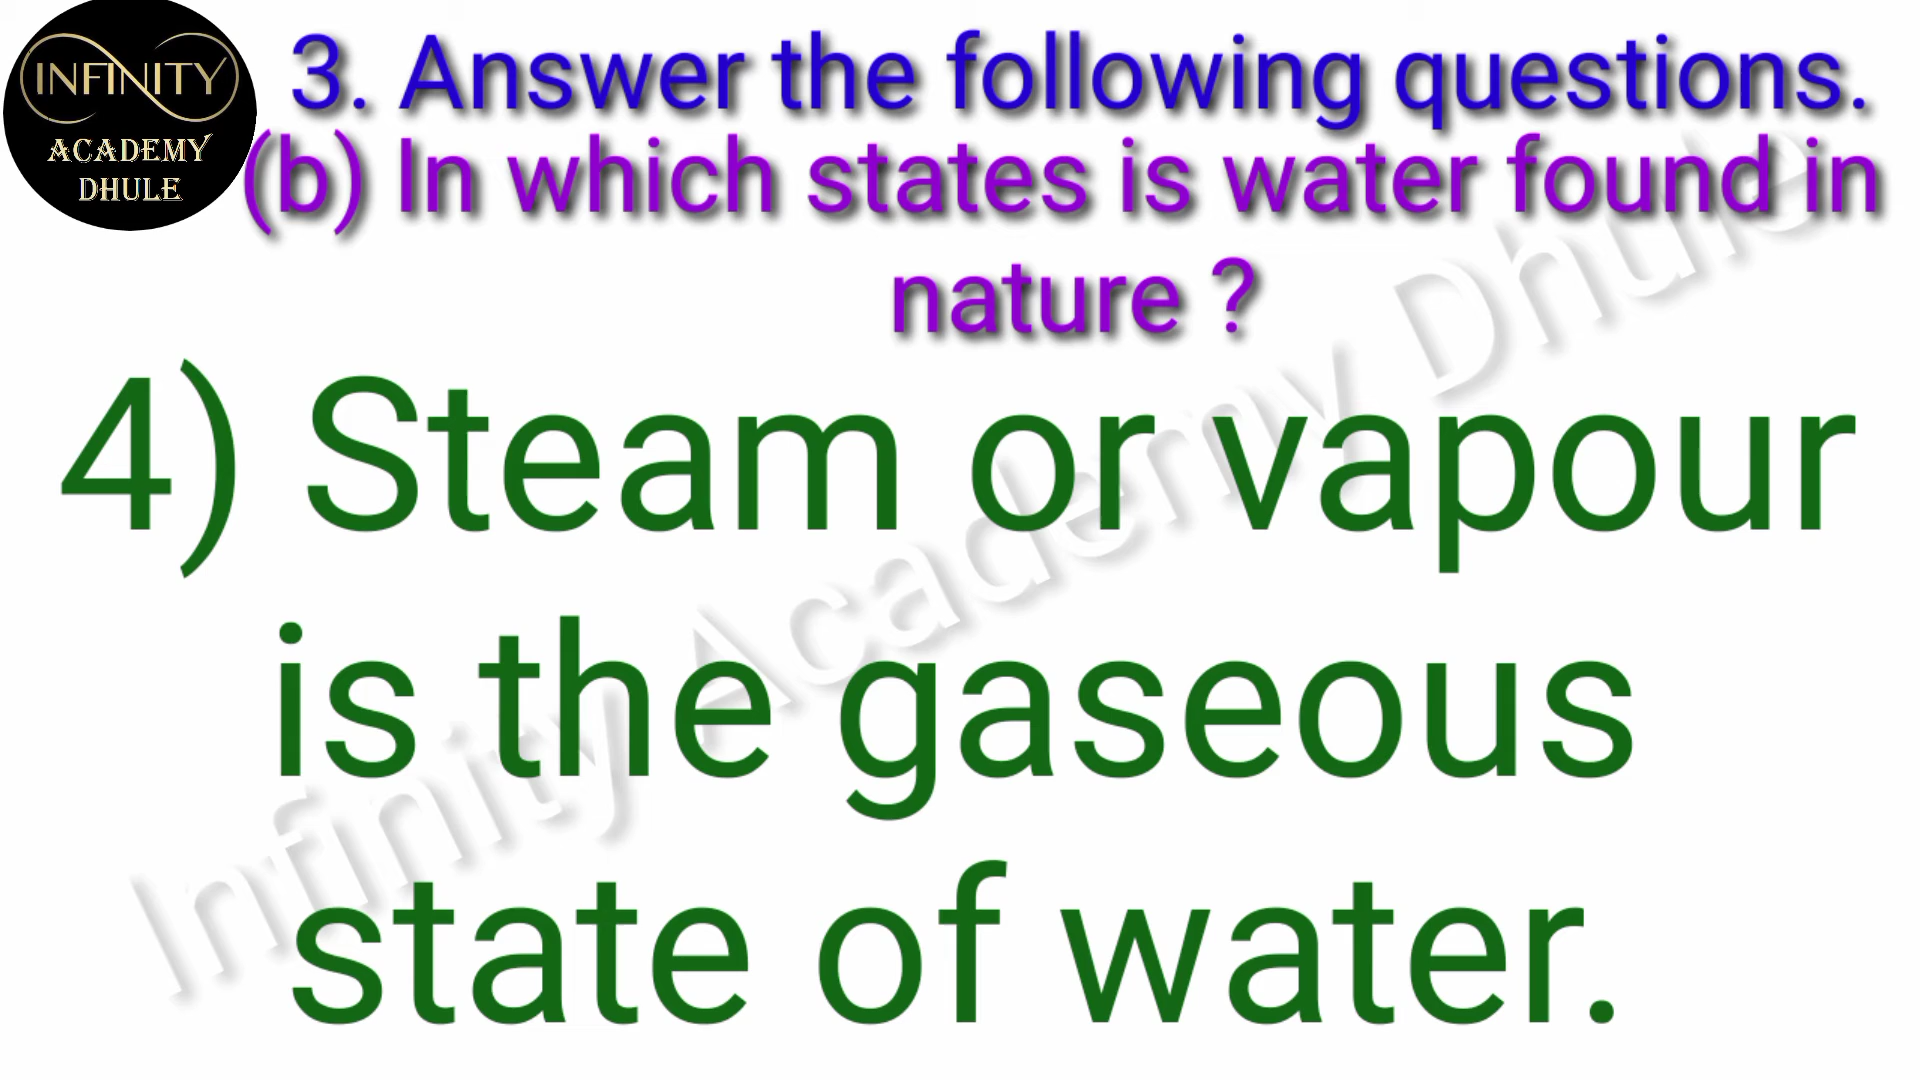 INFINITY
ACADEMY
DHULE
3. Answer the following questions.
(b) In which states is water found in
nature ?
4) Steam or vapour
is the gaseous
state of water.
Infinity Academy Dhule